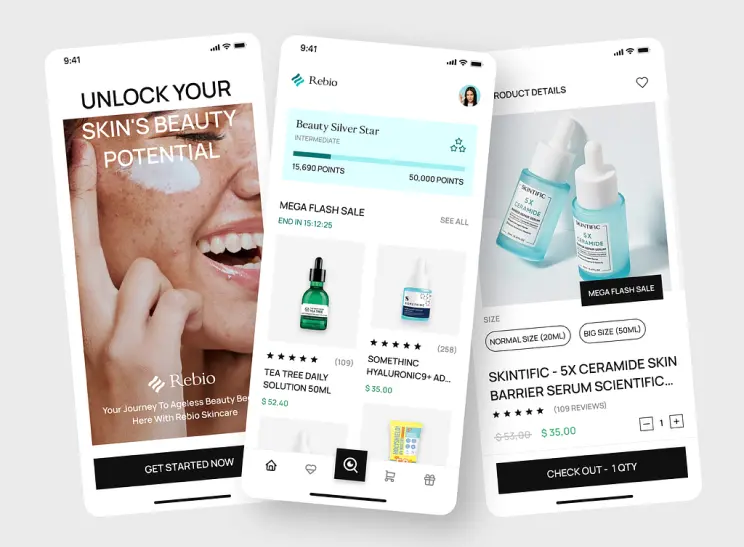 9:41
UNLOCK YOUR
SKIN'S BEAUTY
POTENTIAL
Rebio
Your Journey To Ageless Beauty
Here With Rebio Skincare
GET STARTED NOW
9:41
Rebio
Beauty Silver Star
INTERMEDIATE
15,690 POINTS
50,000 POINTS
MEGA FLASH SALE
SEE ALL
END IN 15:12:25
TEA TREE
(109)
TEA TREE DAILY
SOLUTION 50ML
$ 52.40
SOMETHINC
(258)
SOMETHINC
HYALURONIC9+ AD...
$ 35.00
PRODUCT DETAILS
SKINTIFIC
5X
CERAMIDE
SKINTIFIC
5X
CERAMIDE
MEGA FLASH SALE
SIZE
NORMAL SIZE (20ML)
BIG SIZE (50ML)
SKINTIFIC - 5X CERAMIDE SKIN
BARRIER SERUM SCIENTIFIC...
(109 REVIEWS)
$ 53,00
$ 35,00
1
CHECK OUT - 1 QTY